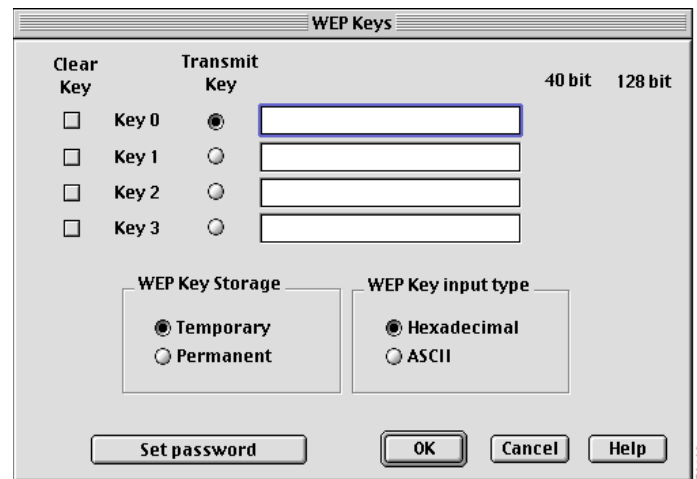 WEP Keys
Clear Key
Transmit Key
40 bit 128 bit
Key 0
Key 1
Key 2
Key 3
WEP Key Storage
Temporary
Permanent
WEP Key input type
Hexadecimal
ASCII
Set password
OK
Cancel
Help